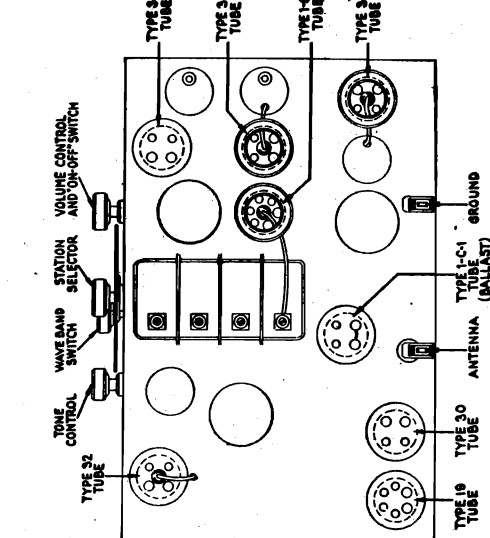 TYPE 3
TUBE
TYPE 3
TUBE
TYPE 1-
TUBE
TYPE 3
TUBE
VOLUME CONTROL
AND "ON-OFF" SWITCH
STATION
SELECTOR
WAVE BAND
SWITCH
TONE
CONTROL
TYPE 32
TUBE
GROUND
TYPE 1-C-1
TUBE
(BALLAST)
ANTENNA
TYPE 30
TUBE
TYPE 19
TUBE